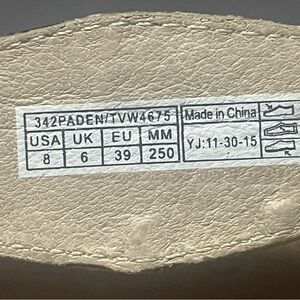 342PADEN/TVW4675
USA UK EU MM
8 6 39 250
Made in China
YJ:11-30-15